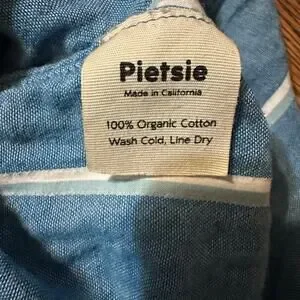 Pietsie
Made in California
100% Organic Cotton
Wash Cold, Line Dry